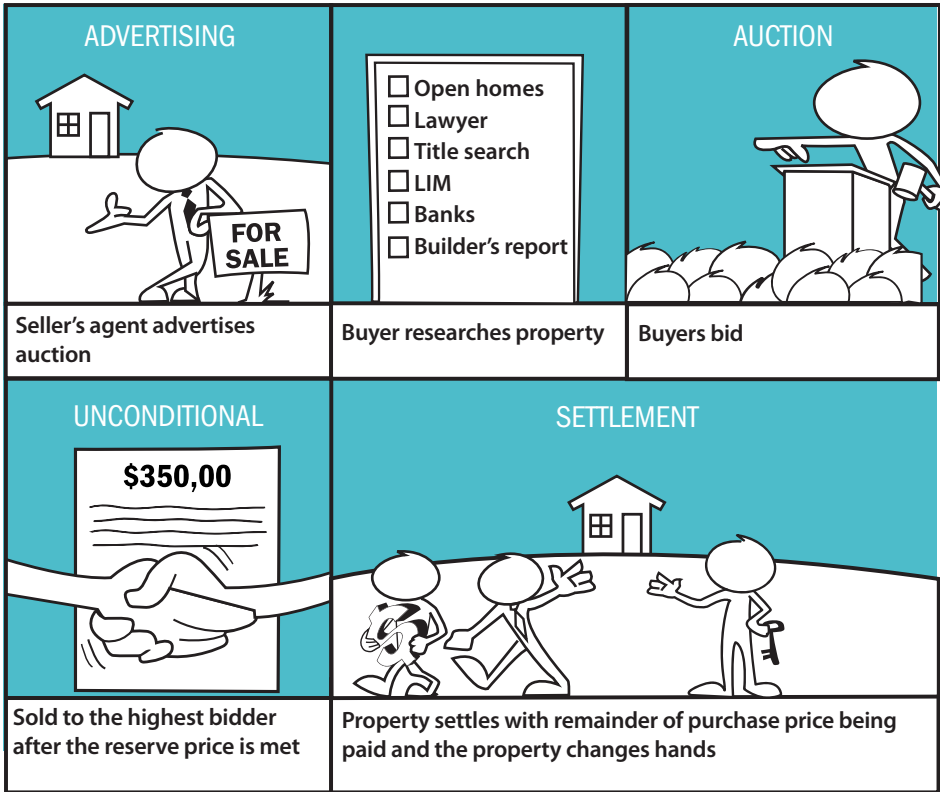 ADVERTISING
FOR
SALE
Seller's agent advertises
auction
Open homes
Lawyer
Title search
LIM
Banks
Builder's report
Buyer researches property
AUCTION
Buyers bid
UNCONDITIONAL
$350,00
Sold to the highest bidder
after the reserve price is met
SETTLEMENT
Property settles with remainder of purchase price being
paid and the property changes hands